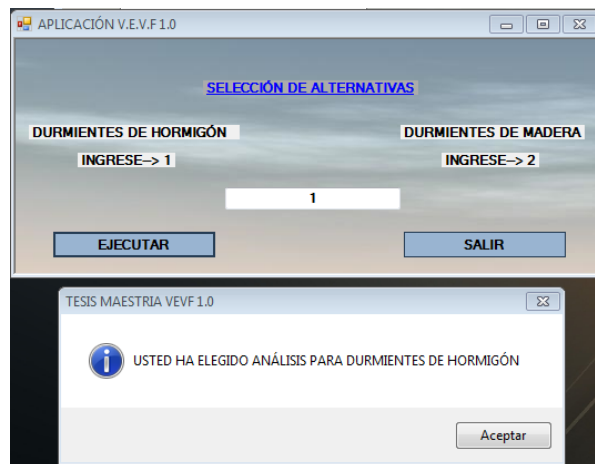 APLICACIÓN V.E.V.F 1.0
SELECCIÓN DE ALTERNATIVAS
DURMIENTES DE HORMIGÓN
DURMIENTES DE MADERA
INGRESE--> 1
INGRESE--> 2
1
EJECUTAR
SALIR
TESIS MAESTRIA VEVF 1.0
USTED HA ELEGIDO ANÁLISIS PARA DURMIENTES DE HORMIGÓN
Aceptar